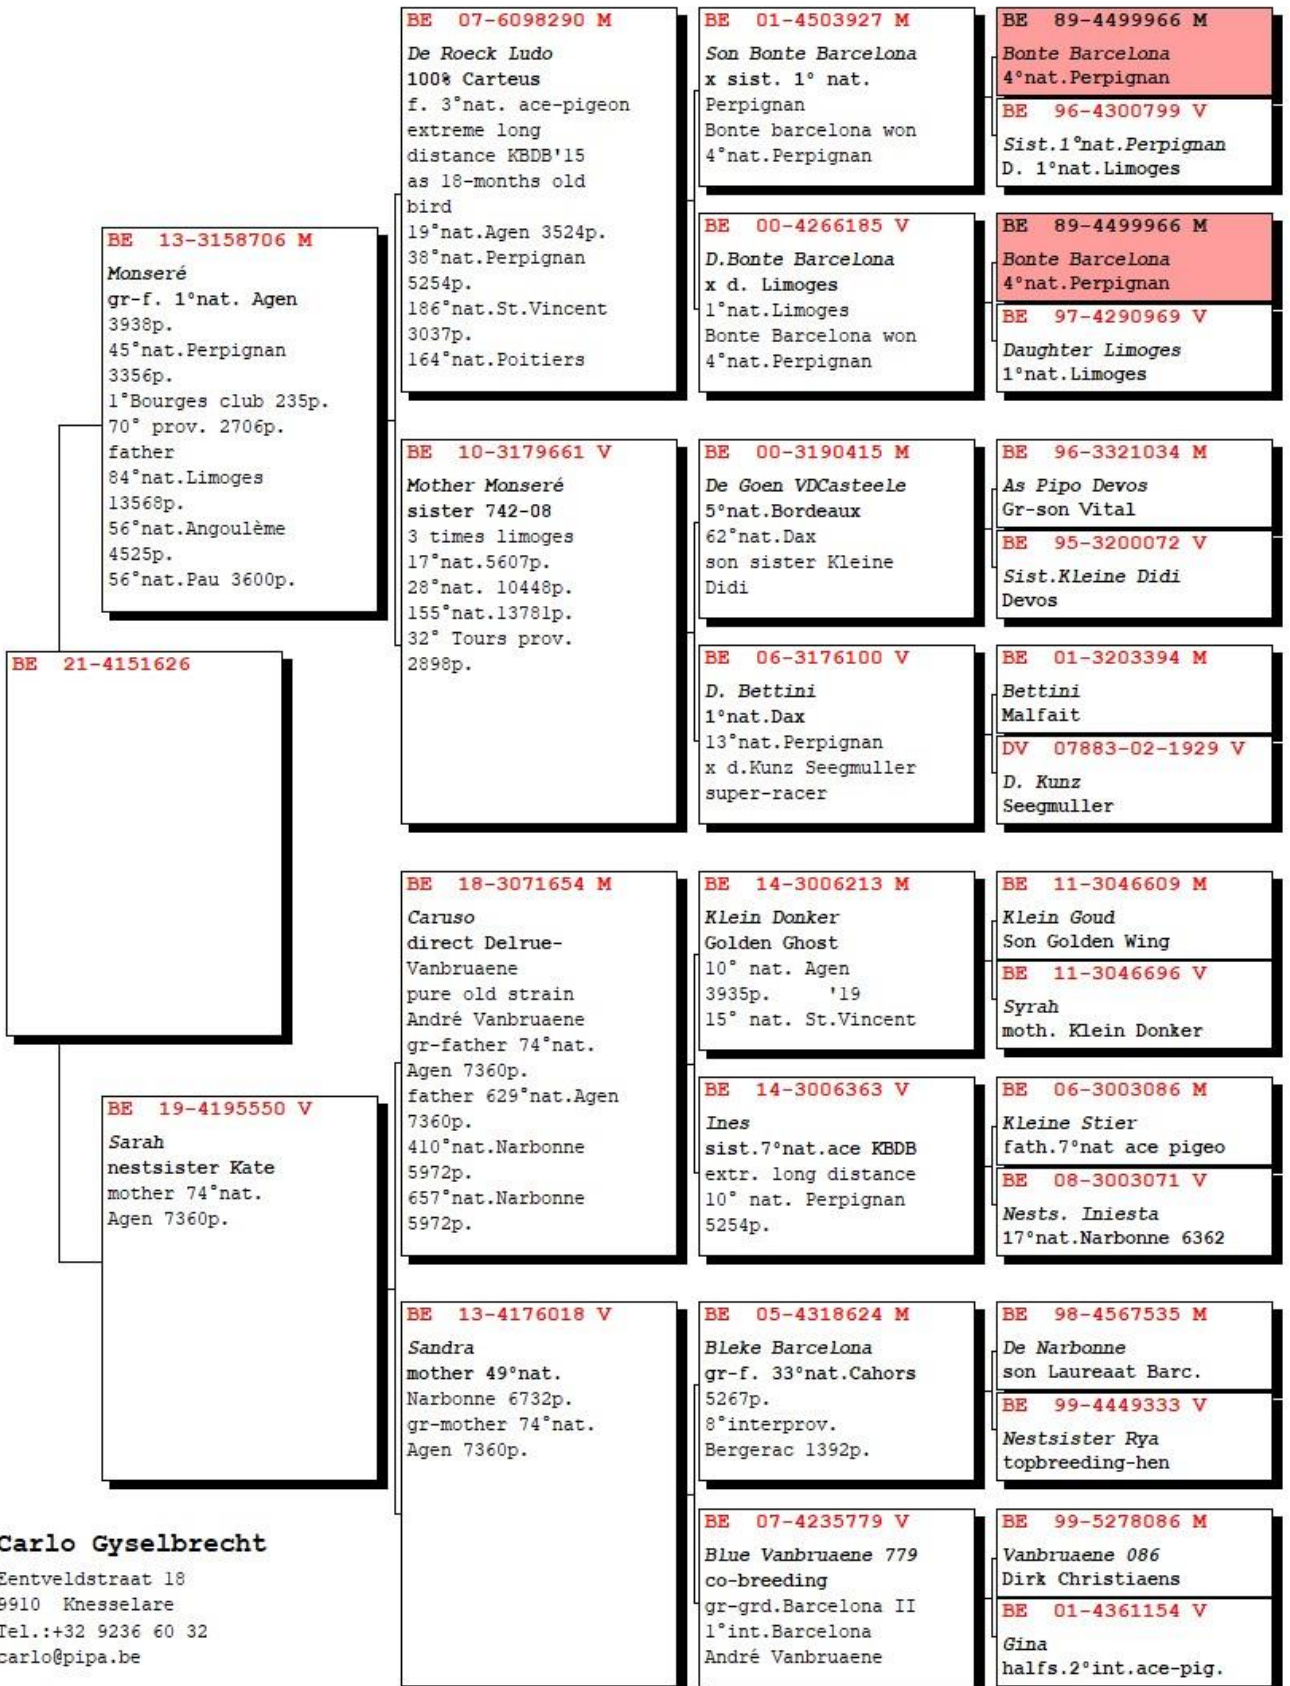 BE 21-4151626
BE 13-3158706 M
Monseré
gr-f. 1°nat. Agen
3938p.
45°nat.Perpignan
3356p.
1°Bourges club 235p.
70° prov. 2706p.
father
84°nat.Limoges
13568p.
56°nat.Angoulème
4525p.
56°nat.Pau 3600p.
BE 19-4195550 V
Sarah
nestsister Kate
mother 74°nat.
Agen 7360p.
BE 07-6098290 M
De Roeck Ludo
100% Carteus
f. 3°nat. ace-pigeon
extreme long
distance KBDB'15
as 18-months old
bird
19°nat.Agen 3524p.
38°nat.Perpignan
5254p.
186°nat.St.Vincent
3037p.
164°nat.Poitiers
BE 10-3179661 V
Mother Monseré
sister 742-08
3 times limoges
17°nat.5607p.
28°nat. 10448p.
155°nat.13781p.
32° Tours prov.
2898p.
BE 18-3071654 M
Caruso
direct Delrue-
Vanbruaene
pure old strain
André Vanbruaene
gr-father 74°nat.
Agen 7360p.
father 629°nat.Agen
7360p.
410°nat.Narbonne
5972p.
657°nat.Narbonne
5972p.
BE 13-4176018 V
Sandra
mother 49°nat.
Narbonne 6732p.
gr-mother 74°nat.
Agen 7360p.
BE 01-4503927 M
Son Bonte Barcelona
x sist. 1° nat.
Perpignan
Bonte barcelona won
4°nat.Perpignan
BE 00-4266185 V
D.Bonte Barcelona
x d. Limoges
1°nat.Limoges
Bonte Barcelona won
4°nat.Perpignan
BE 00-3190415 M
De Goen VDCasteele
5°nat.Bordeaux
62°nat.Dax
son sister Kleine
Didi
BE 06-3176100 V
D. Bettini
1°nat.Dax
13°nat.Perpignan
x d.Kunz Seegmuller
super-racer
BE 14-3006213 M
Klein Donker
Golden Ghost
10° nat. Agen
3935p. '19
15° nat. St.Vincent
BE 14-3006363 V
Ines
sist.7°nat.ace KBDB
extr. long distance
10° nat. Perpignan
5254p.
BE 05-4318624 M
Bleke Barcelona
gr-f. 33°nat.Cahors
5267p.
8°interprov.
Bergerac 1392p.
BE 07-4235779 V
Blue Vanbruaene 779
co-breeding
gr-grd.Barcelona II
1°int.Barcelona
André Vanbruaene
BE 89-4499966 M
Bonte Barcelona
4°nat.Perpignan
BE 96-4300799 V
Sist.1°nat.Perpignan
D. 1°nat.Limoges
BE 89-4499966 M
Bonte Barcelona
4°nat.Perpignan
BE 97-4290969 V
Daughter Limoges
1°nat.Limoges
BE 96-3321034 M
As Pipo Devos
Gr-son Vital
BE 95-3200072 V
Sist.Kleine Didi
Devos
BE 01-3203394 M
Bettini
Malfait
DV 07883-02-1929 V
D. Kunz
Seegmuller
BE 11-3046609 M
Klein Goud
Son Golden Wing
BE 11-3046696 V
Syrah
moth. Klein Donker
BE 06-3003086 M
Kleine Stier
fath.7°nat ace pigeo
BE 08-3003071 V
Nests. Iniesta
17°nat.Narbonne 6362
BE 98-4567535 M
De Narbonne
son Laureaat Barc.
BE 99-4449333 V
Nestsister Rya
topbreeding-hen
BE 99-5278086 M
Vanbruaene 086
Dirk Christiaens
BE 01-4361154 V
Gina
halfs.2°int.ace-pig.
Carlo Gyselbrecht
Eentveldstraat 18
9910 Knesselare
Tel.:+32 9236 60 32
carlo@pipa.be